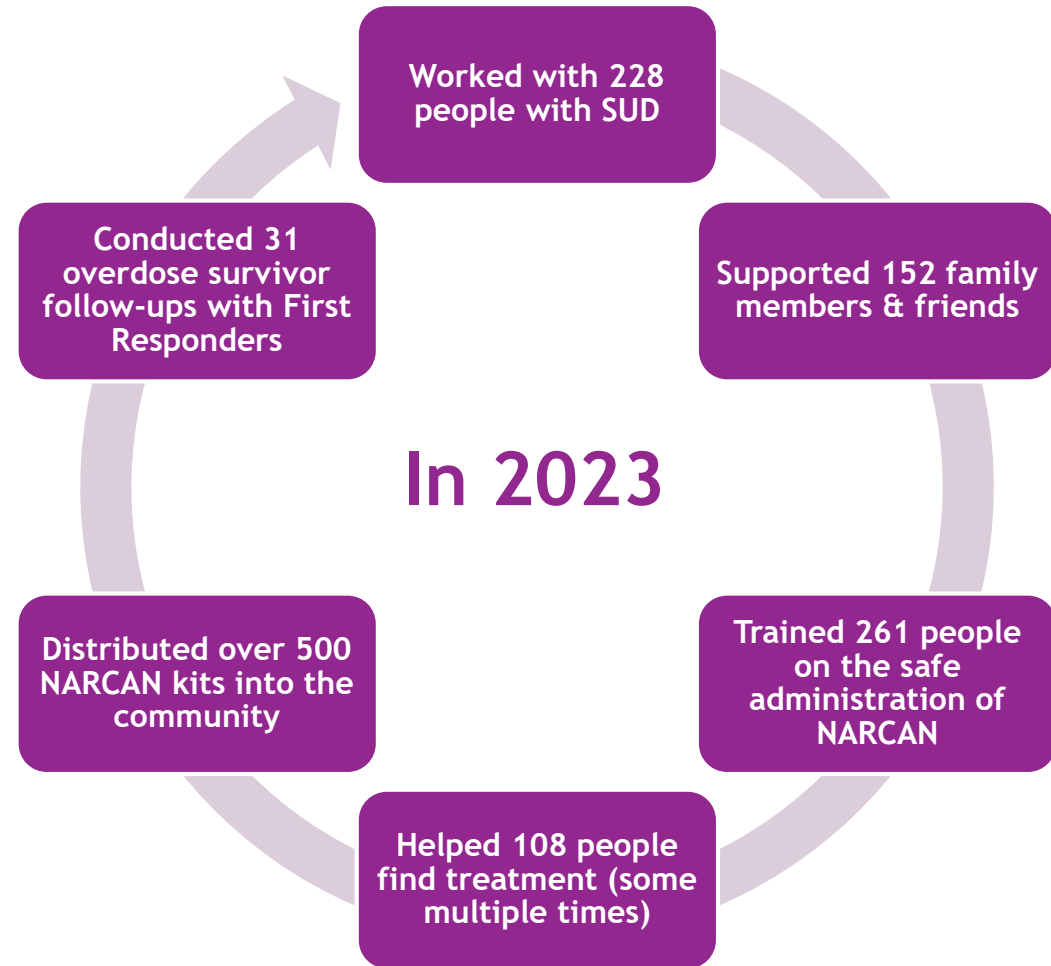 Worked with 228
people with SUD
Supported 152 family
members & friends
Trained 261 people
on the safe
administration of
NARCAN
Helped 108 people
find treatment (some
multiple times)
Distributed over 500
NARCAN kits into the
community
Conducted 31
overdose survivor
follow-ups with First
Responders
In 2023